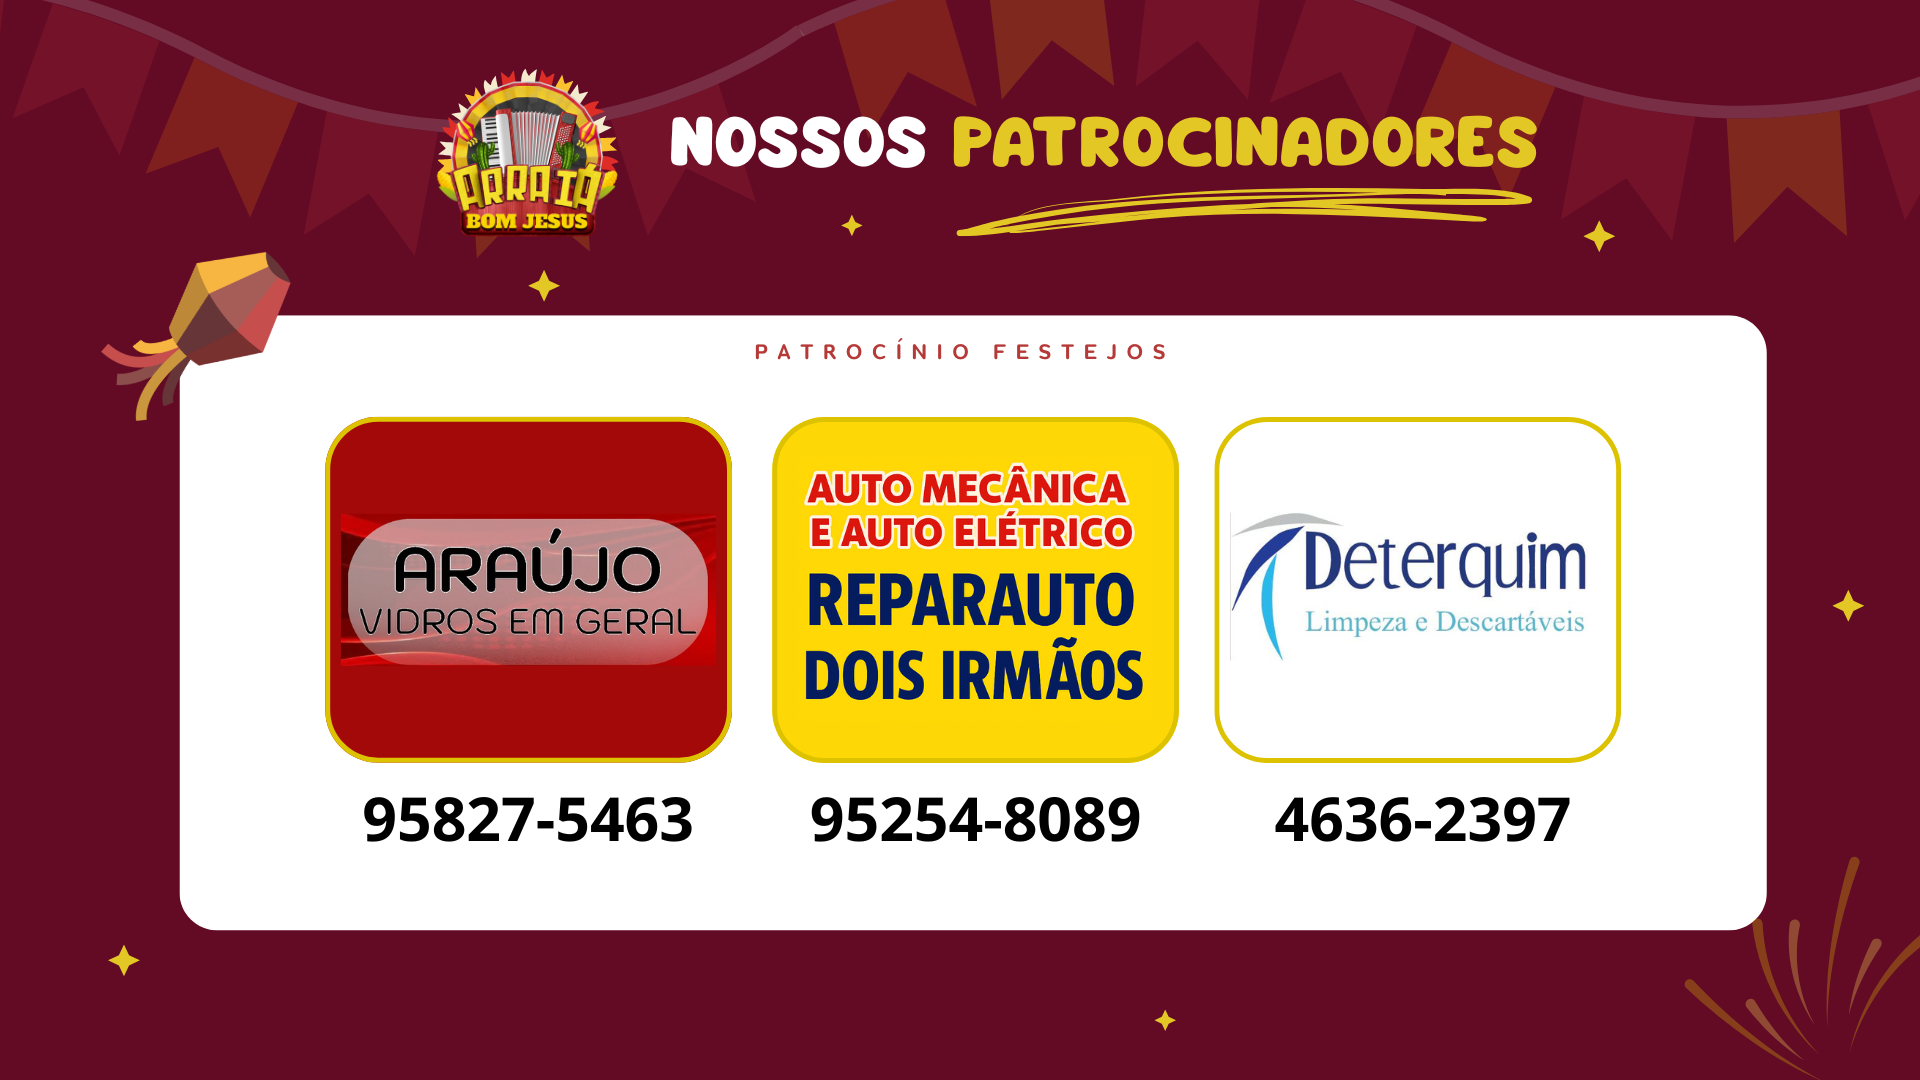 ARRAIÁ
BOM JESUS
NOSSOS PATROCINADORES
PATROCÍNIO FESTEJOS
ARAÚJO
VIDROS EM GERAL
95827-5463
AUTO MECÂNICA
E AUTO ELÉTRICO
REPARAUTO
DOIS IRMÃOS
95254-8089
Deterquim
Limpeza e Descartáveis
4636-2397